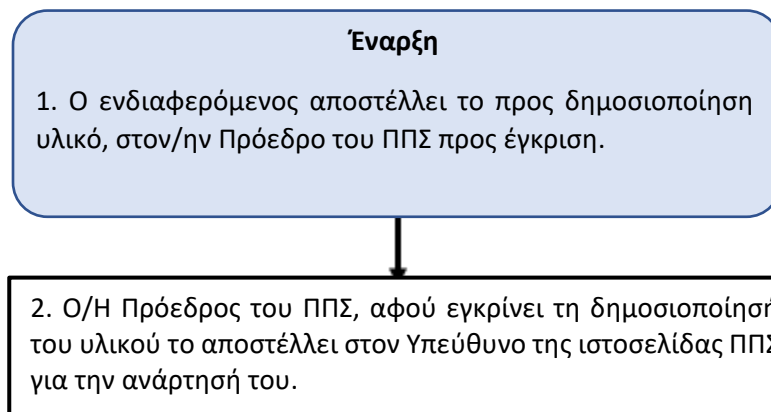 Έναρξη
1. Ο ενδιαφερόμενος αποστέλλει το προς δημοσιοποίηση
υλικό, στον/ην Πρόεδρο του ΠΠΣ προς έγκριση.
2. Ο/Η Πρόεδρος του ΠΠΣ, αφού εγκρίνει τη δημοσιοποίησή
του υλικού το αποστέλλει στον Υπεύθυνο της ιστοσελίδας ΠΠΣ
για την ανάρτησή του.